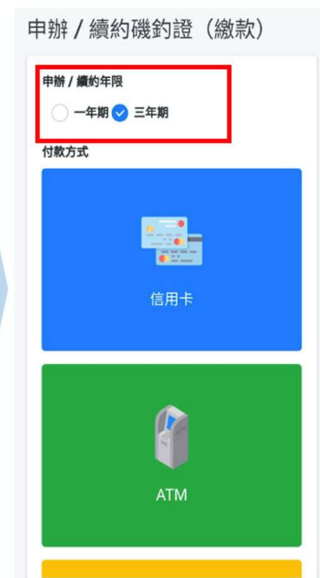 申辦 / 續約磯釣證（繳款）
申辦 / 續約年限
一年期 三年期
付款方式
信用卡
ATM